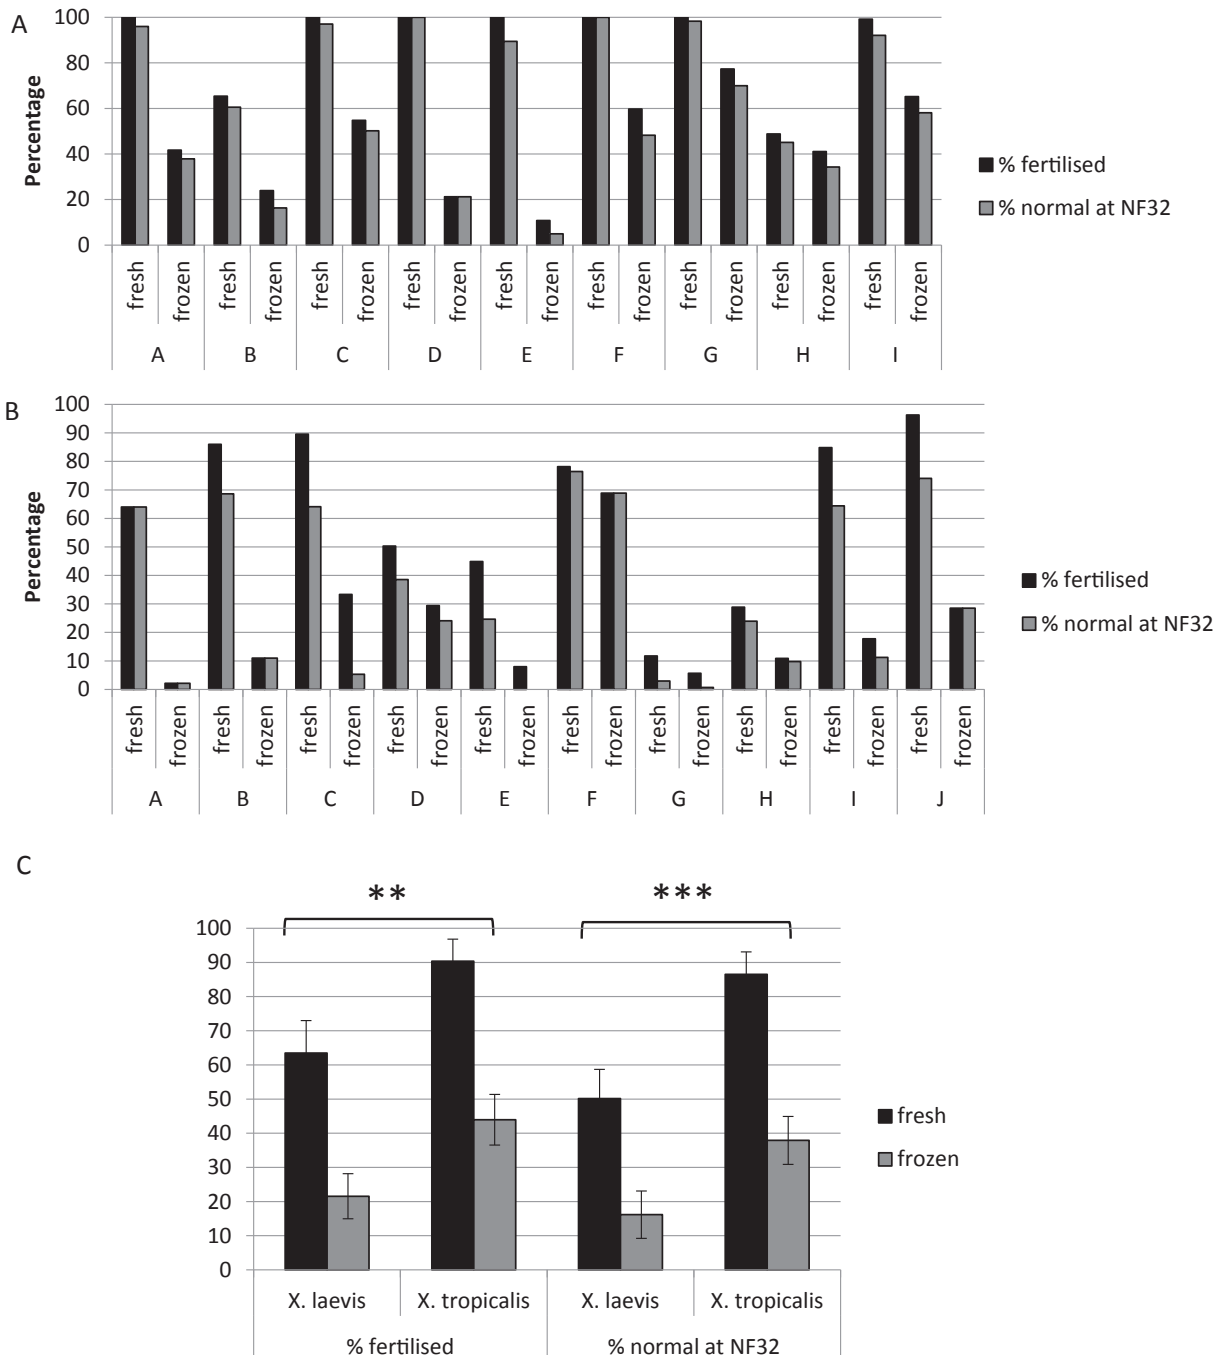 A
Percentage
100
80
60
40
20
0
fresh frozen fresh frozen fresh frozen fresh frozen fresh frozen fresh frozen fresh frozen fresh frozen fresh frozen
A B C D E F G H I
% fertilised
% normal at NF32
B
Percentage
100
90
80
70
60
50
40
30
20
10
0
fresh frozen fresh frozen fresh frozen fresh frozen fresh frozen fresh frozen fresh frozen fresh frozen fresh frozen fresh frozen
A B C D E F G H I J
% fertilised
% normal at NF32
C
** ***
100
90
80
70
60
50
40
30
20
10
0
X. laevis X. tropicalis X. laevis X. tropicalis
% fertilised % normal at NF32
fresh
frozen